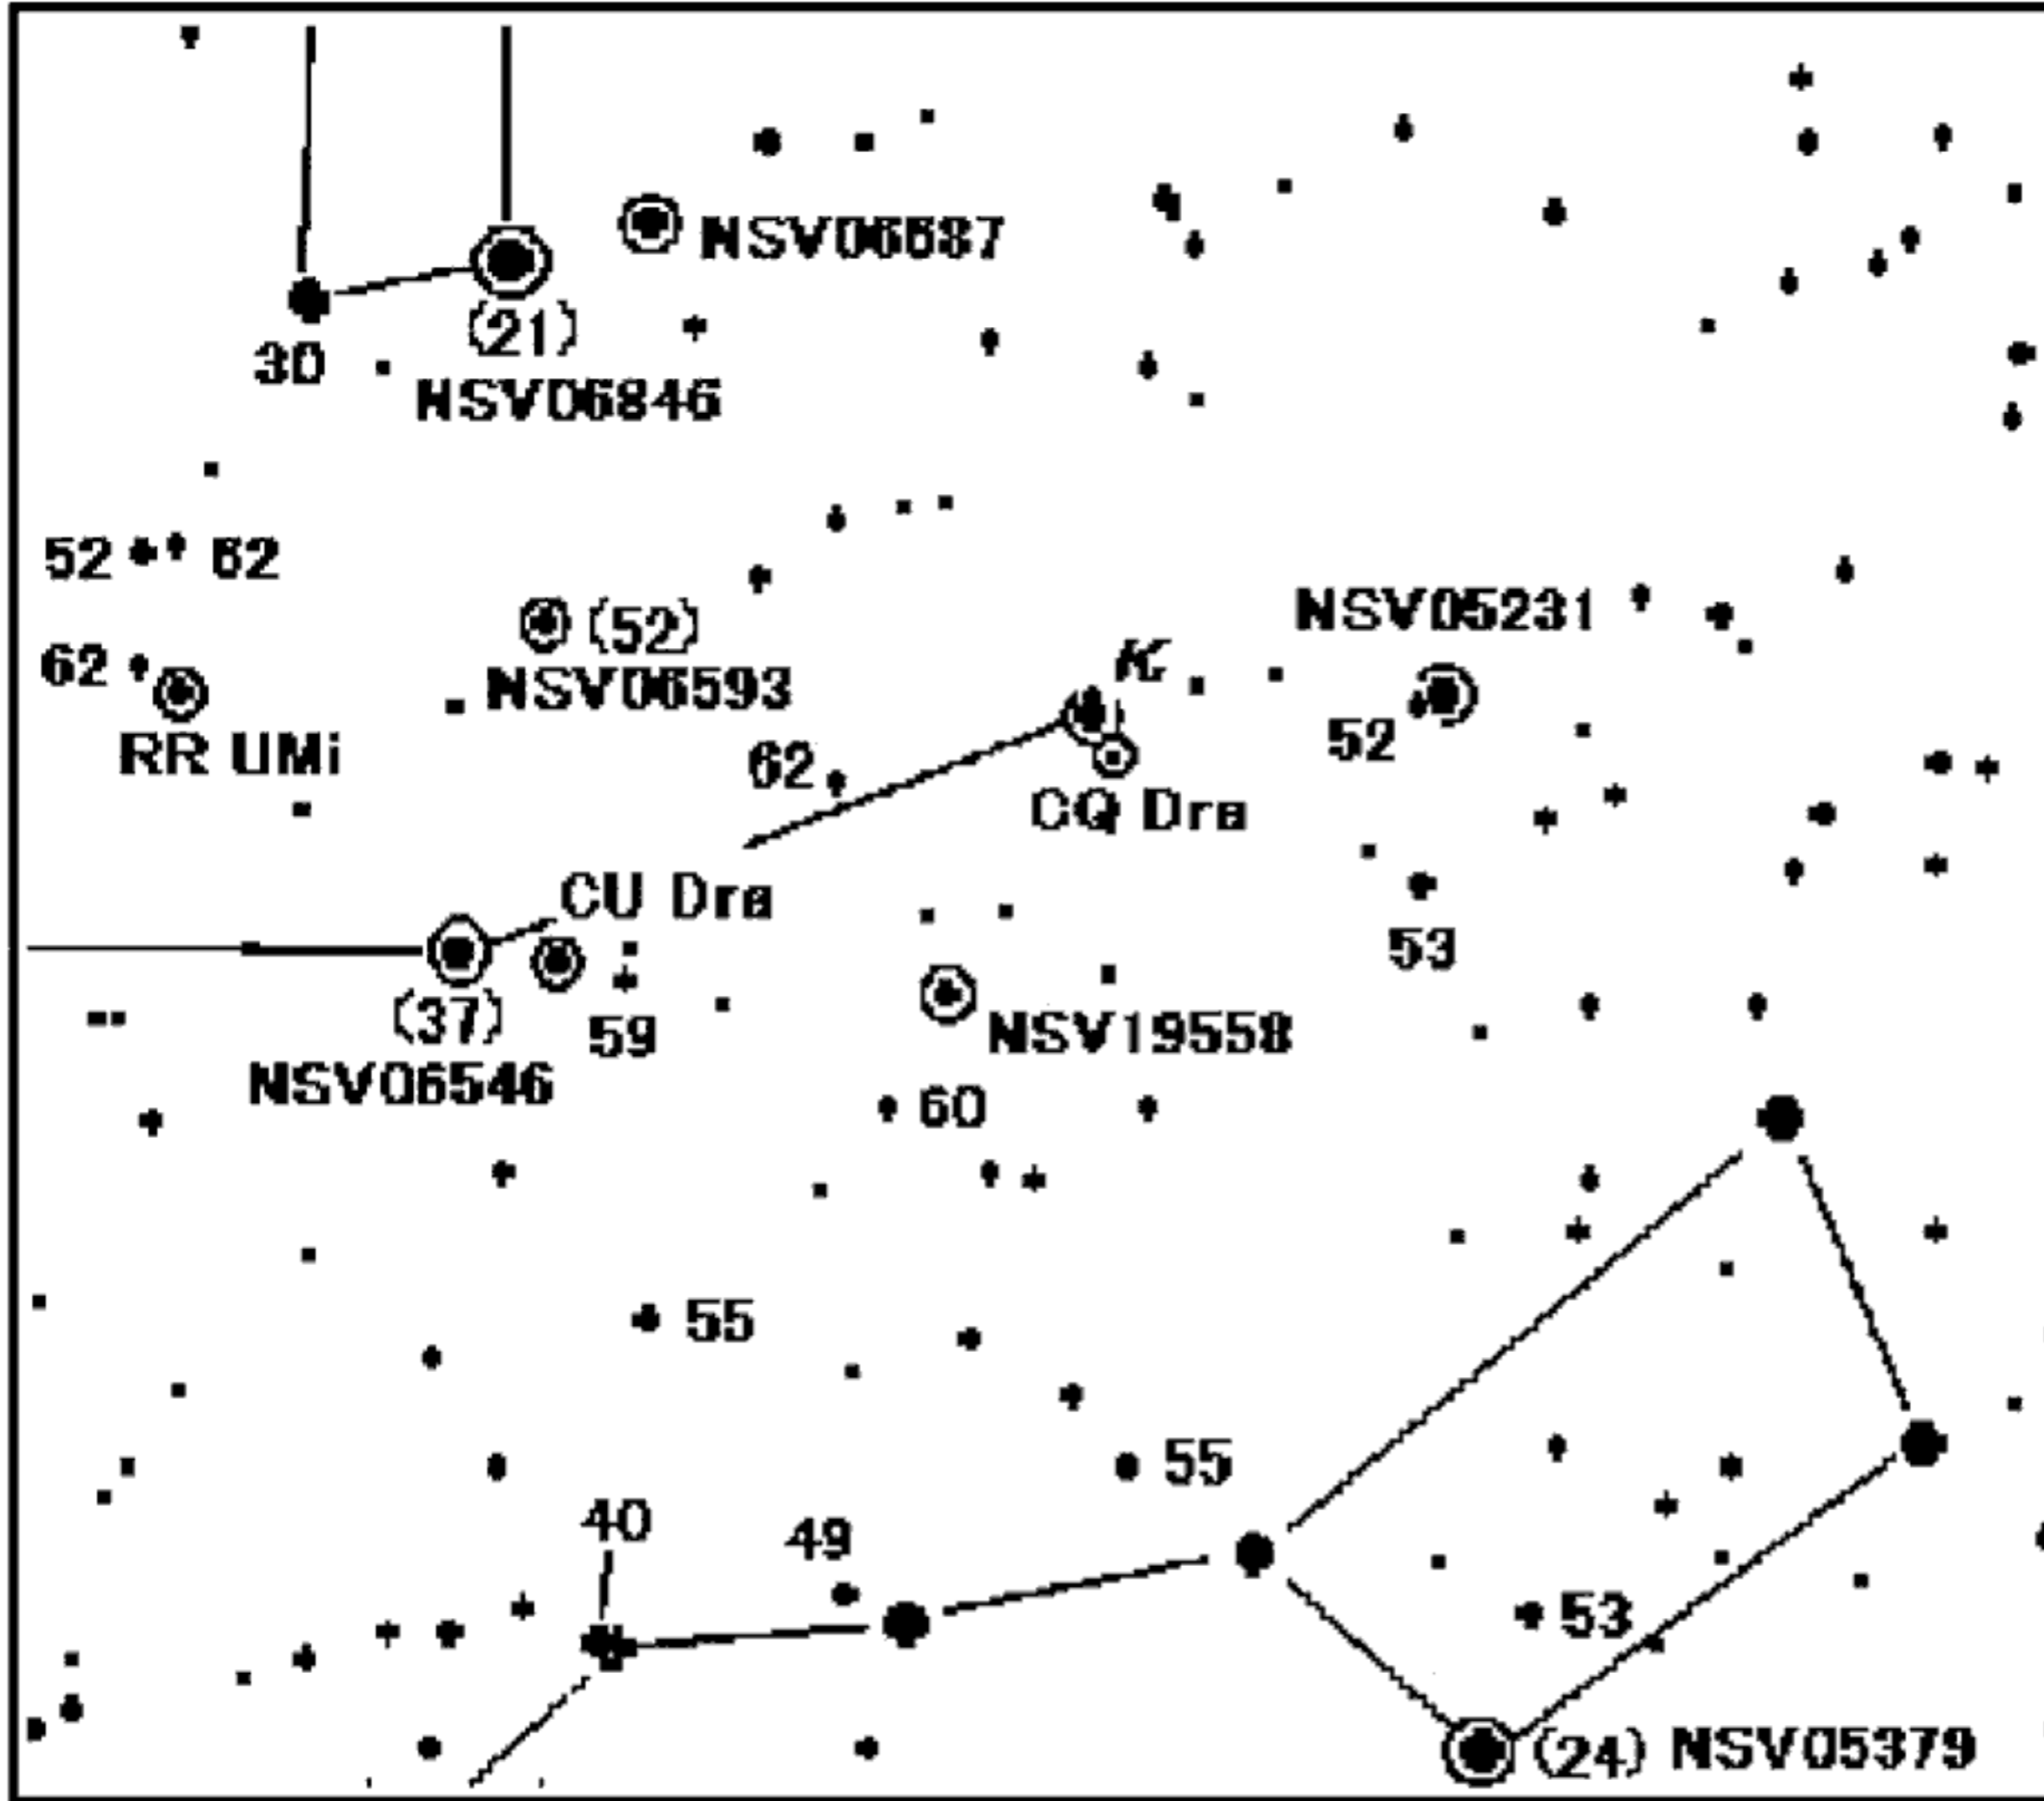 NSV06687
(21)
30
NSV06846
52 62
(52)
NSV05231
62
NSV06593
κ
RR UMi
62
52
CQ Dra
CU Dra
53
(37)
59
NSV19558
NSV06546
60
55
55
40
49
53
(24) NSV05379